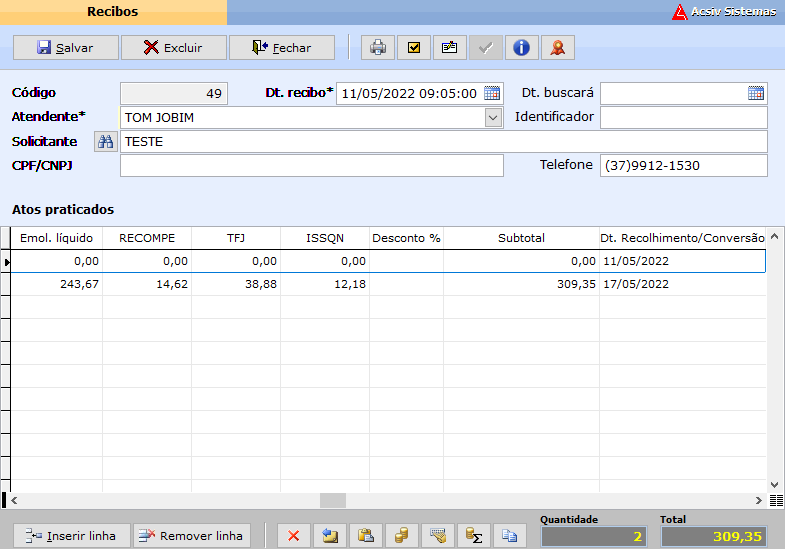 Recibos
Acsiv Sistemas
Salvar Excluir Fechar
Código 49 Dt. recibo* 11/05/2022 09:05:00 Dt. buscará
Atendente* TOM JOBIM Identificador
Solicitante TESTE
CPF/CNPJ Telefone (37)9912-1530
Atos praticados
Emol. líquido RECOMPE TFJ ISSQN Desconto % Subtotal Dt. Recolhimento/Conversão
0,00 0,00 0,00 0,00 0,00 11/05/2022
243,67 14,62 38,88 12,18 309,35 17/05/2022
Quantidade Total
Inserir linha Remover linha 2 309,35